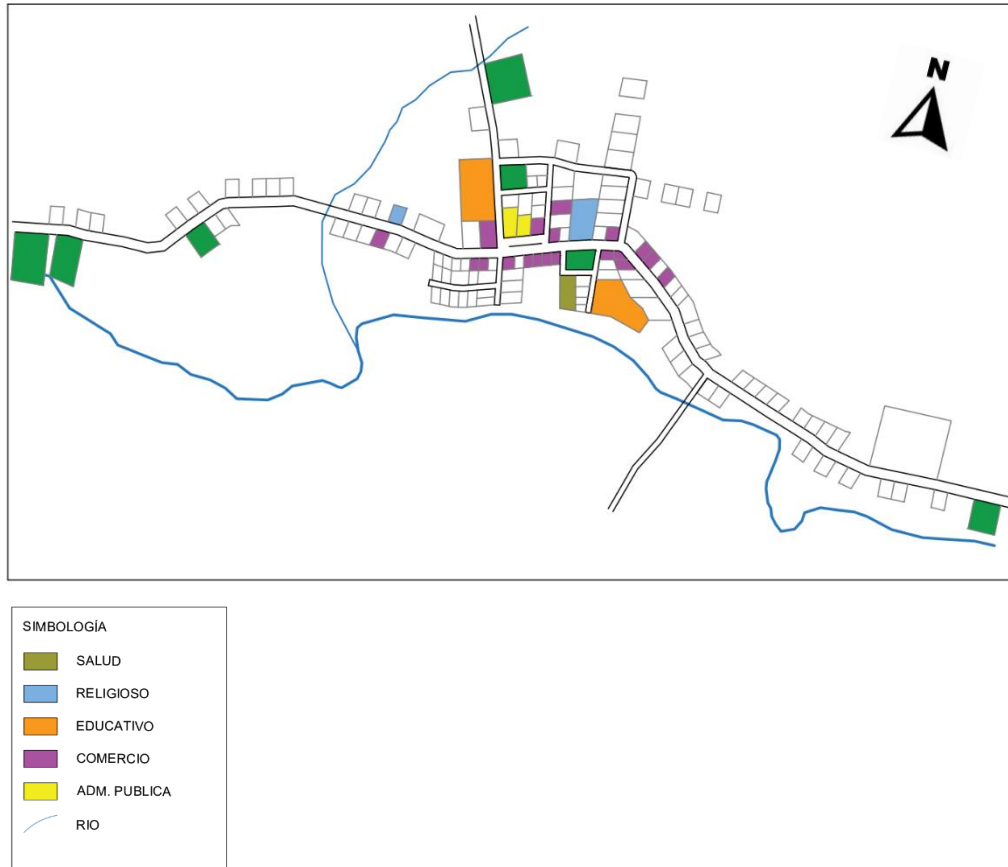 N
SIMBOLOGÍA
SALUD
RELIGIOSO
EDUCATIVO
COMERCIO
ADM. PUBLICA
RIO